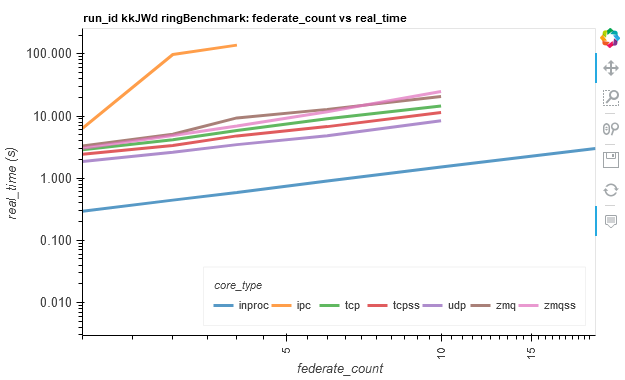 run_id kkJWd ringBenchmark: federate_count vs real_time
100.000
10.000
1.000
0.100
0.010
real_time (s)
core_type
inproc ipc tcp tcpss udp zmq zmqss
5 10 15
federate_count